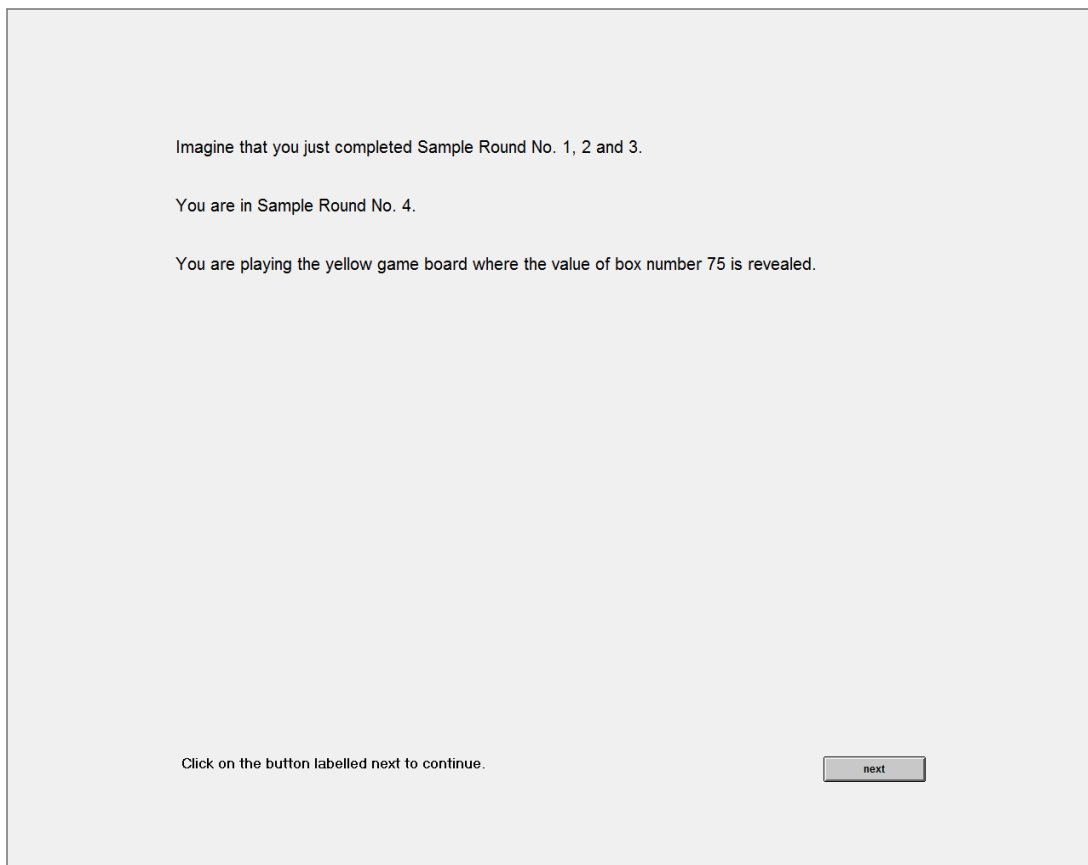 Imagine that you just completed Sample Round No. 1, 2 and 3.
You are in Sample Round No. 4.
You are playing the yellow game board where the value of box number 75 is revealed.
Click on the button labelled next to continue.
next